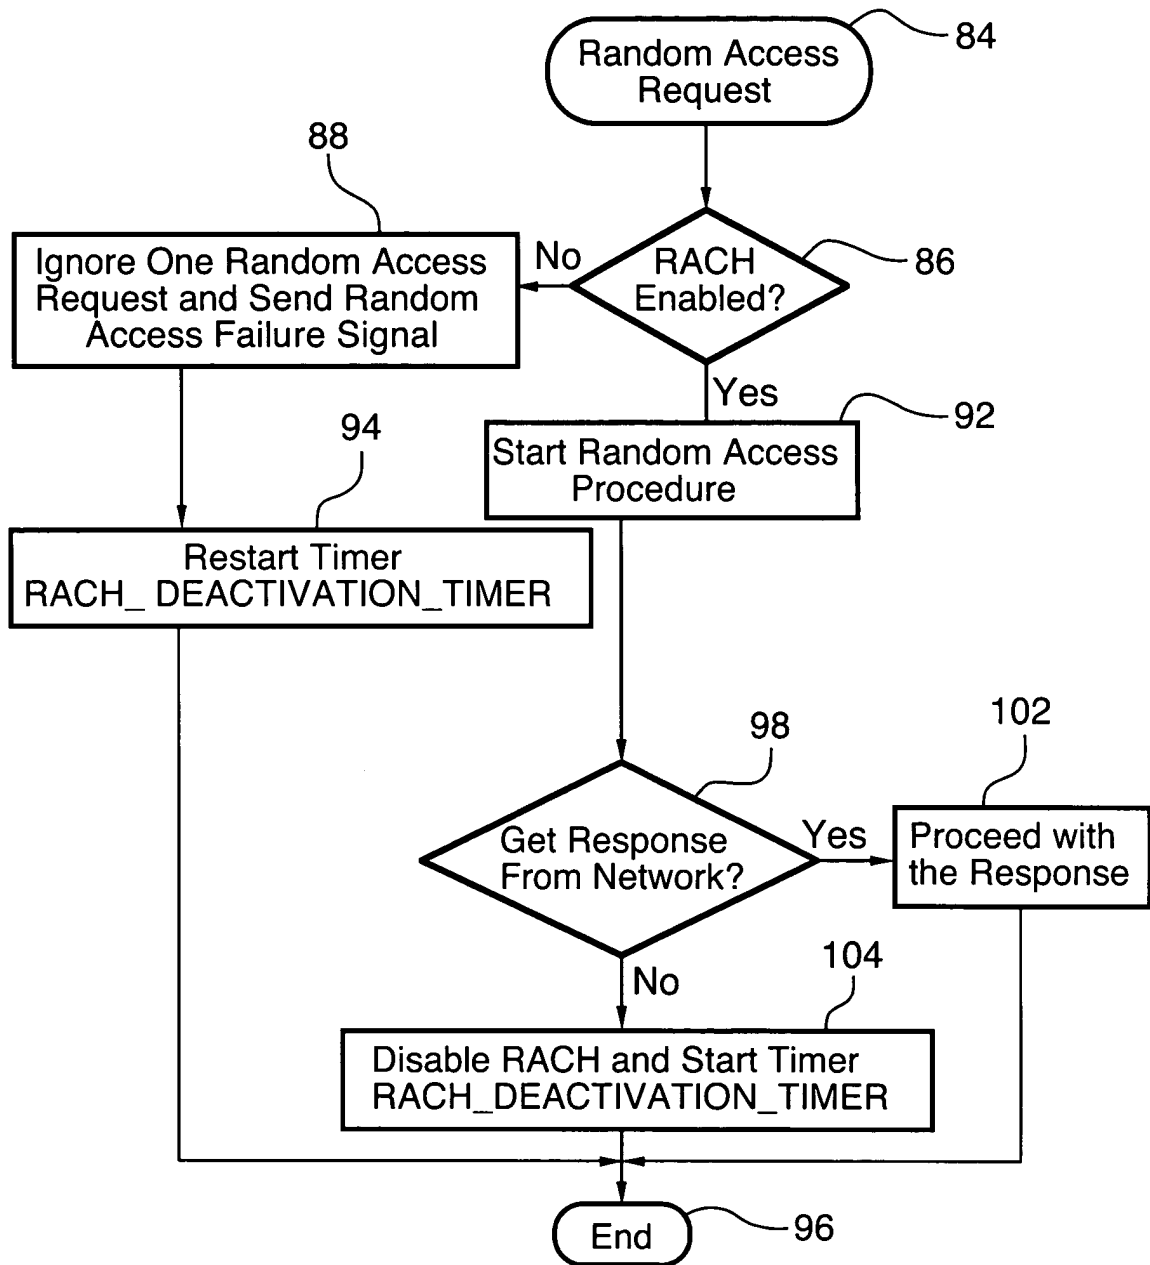 Random Access
Request
84
88
Ignore One Random Access
Request and Send Random
Access Failure Signal
No
RACH
Enabled?
86
Yes
94
92
Start Random Access
Procedure
Restart Timer
RACH_ DEACTIVATION_TIMER
98
102
Get Response
From Network?
Yes
Proceed with
the Response
No
104
Disable RACH and Start Timer
RACH_DEACTIVATION_TIMER
End
96